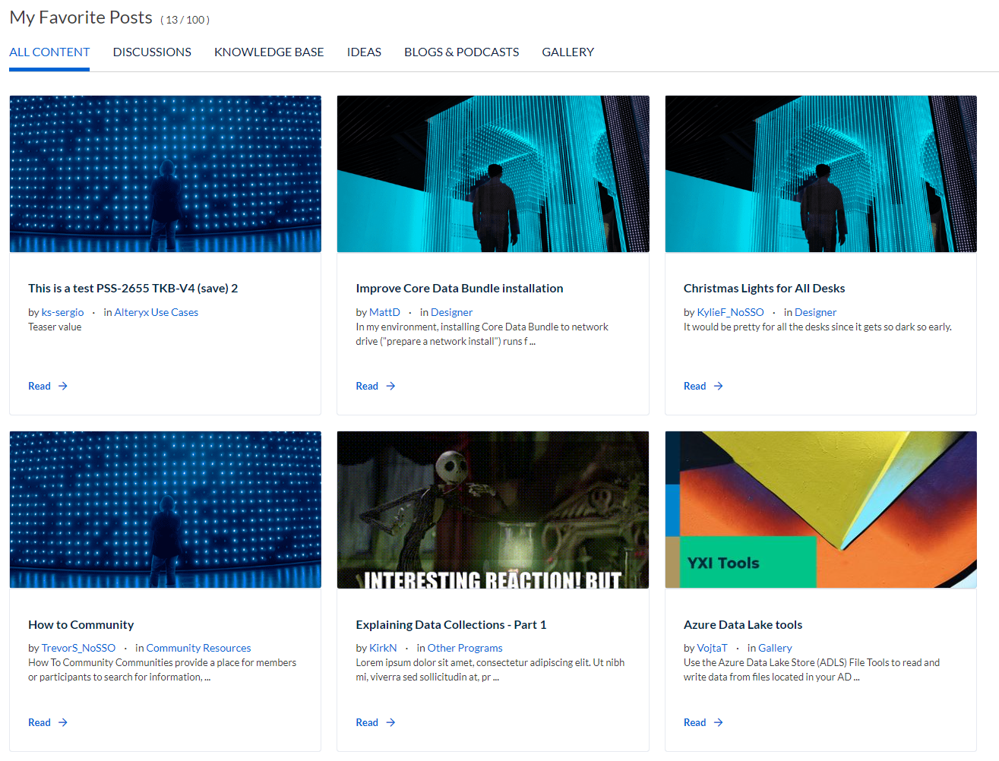 My Favorite Posts ( 13 / 100 )
ALL CONTENT DISCUSSIONS KNOWLEDGE BASE IDEAS BLOGS & PODCASTS GALLERY
This is a test PSS-2655 TKB-V4 (save) 2
by ks-sergio · in Alteryx Use Cases
Teaser value
Read →
Improve Core Data Bundle installation
by MattD · in Designer
In my environment, installing Core Data Bundle to network
drive ("prepare a network install") runs f ...
Read →
Christmas Lights for All Desks
by KylieF_NoSSO · in Designer
It would be pretty for all the desks since it gets so dark so early.
Read →
How to Community
by TrevorS_NoSSO · in Community Resources
How To Community Communities provide a place for members
or participants to search for information, ...
Read →
INTERESTING REACTION! BUT
Explaining Data Collections - Part 1
by KirkN · in Other Programs
Lorem ipsum dolor sit amet, consectetur adipiscing elit. Ut nibh
mi, viverra sed sollicitudin at, pr ...
Read →
YXI Tools
Azure Data Lake tools
by VojtaT · in Gallery
Use the Azure Data Lake Store (ADLS) File Tools to read and
write data from files located in your AD ...
Read →